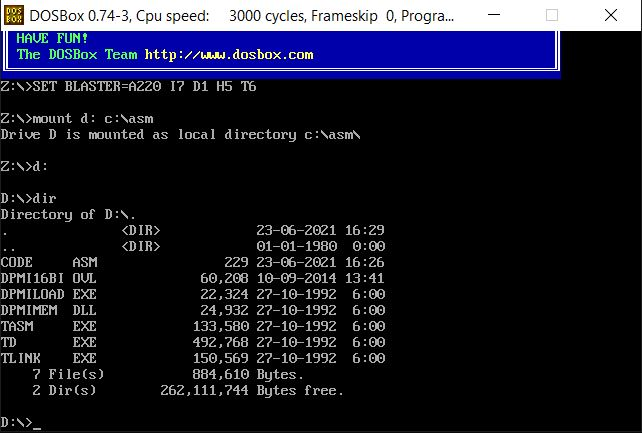 DOSBox 0.74-3, Cpu speed: 3000 cycles, Frameskip 0, Progra...
HAVE FUN!
The DOSBox Team http://www.dosbox.com
Z:\>SET BLASTER=A220 I7 D1 H5 T6
Z:\>mount d: c:\asm
Drive D is mounted as local directory c:\asm\
Z:\>d:
D:\>dir
Directory of D:\.
. <DIR> 23-06-2021 16:29
.. <DIR> 01-01-1980 0:00
CODE ASM 229 23-06-2021 16:26
DPMI16BI OVL 60,208 10-09-2014 13:41
DPMILOAD EXE 22,324 27-10-1992 6:00
DPMIMEM DLL 24,932 27-10-1992 6:00
TASM EXE 133,580 27-10-1992 6:00
TD EXE 492,768 27-10-1992 6:00
TLINK EXE 150,569 27-10-1992 6:00
7 File(s) 884,610 Bytes.
2 Dir(s) 262,111,744 Bytes free.
D:\>_